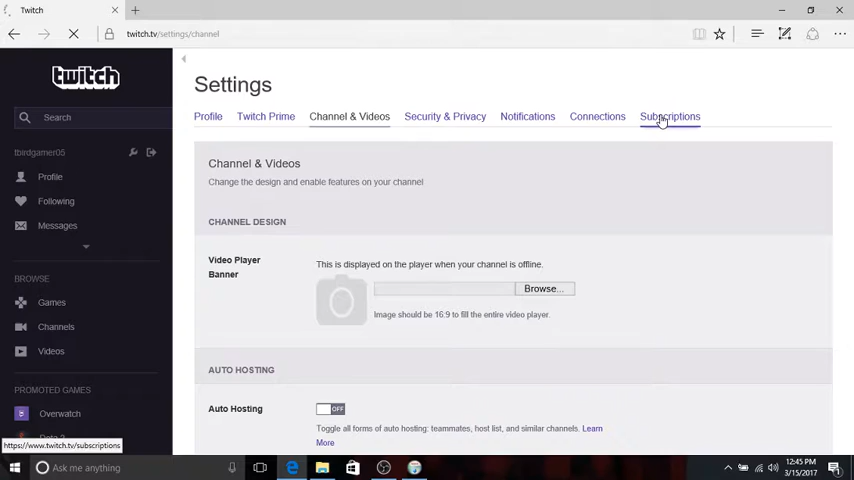 Twitch
twitch.tv/settings/channel
twitch
Search
tbirdgamer05
Profile
Following
Messages
BROWSE
Games
Channels
Videos
PROMOTED GAMES
Overwatch
Dota 2
https://www.twitch.tv/subscriptions
Settings
Profile Twitch Prime Channel & Videos Security & Privacy Notifications Connections Subscriptions
Channel & Videos
Change the design and enable features on your channel
CHANNEL DESIGN
Video Player
Banner
This is displayed on the player when your channel is offline.
Browse...
Image should be 16:9 to fill the entire video player.
AUTO HOSTING
Auto Hosting
OFF
Toggle all forms of auto hosting: teammates, host list, and similar channels. Learn
More
Ask me anything
12:45 PM
3/15/2017